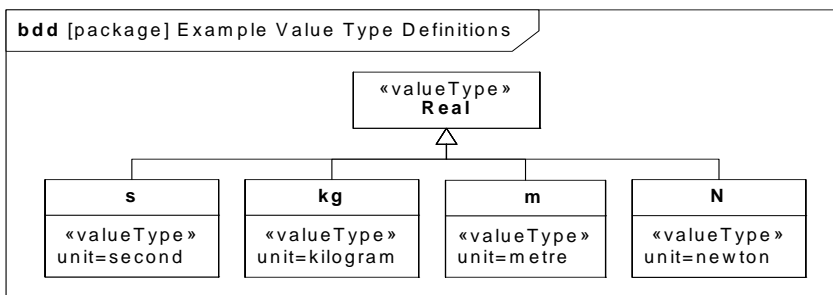 bdd [package] Example Value Type Definitions
«valueType»
Real
s
«valueType»
unit=second
kg
«valueType»
unit=kilogram
m
«valueType»
unit=metre
N
«valueType»
unit=newton